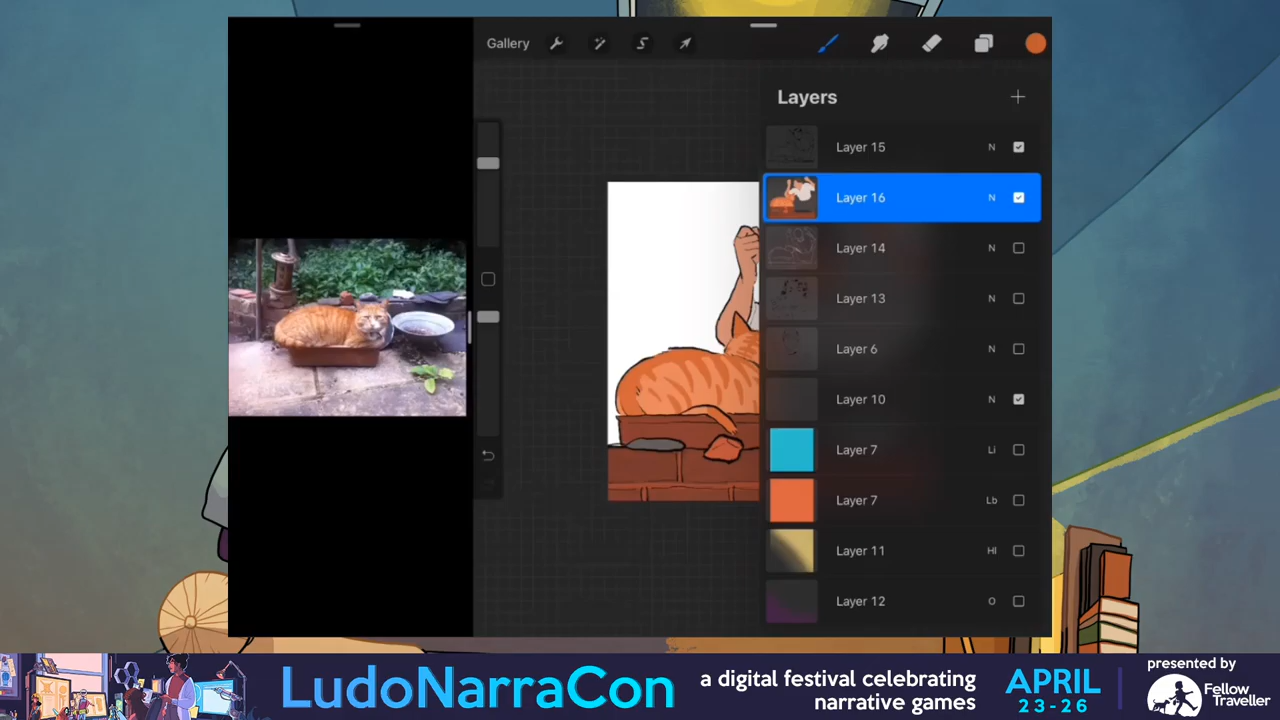 Gallery
Layers
Layer 15 N
Layer 16 N
Layer 14 N
Layer 13 N
Layer 6 N
Layer 10 N
Layer 7 Li
Layer 7 Lb
Layer 11 Hl
Layer 12 O
LudoNarraCon
a digital festival celebrating
narrative games
APRIL
23-26
presented by
Fellow
Traveller